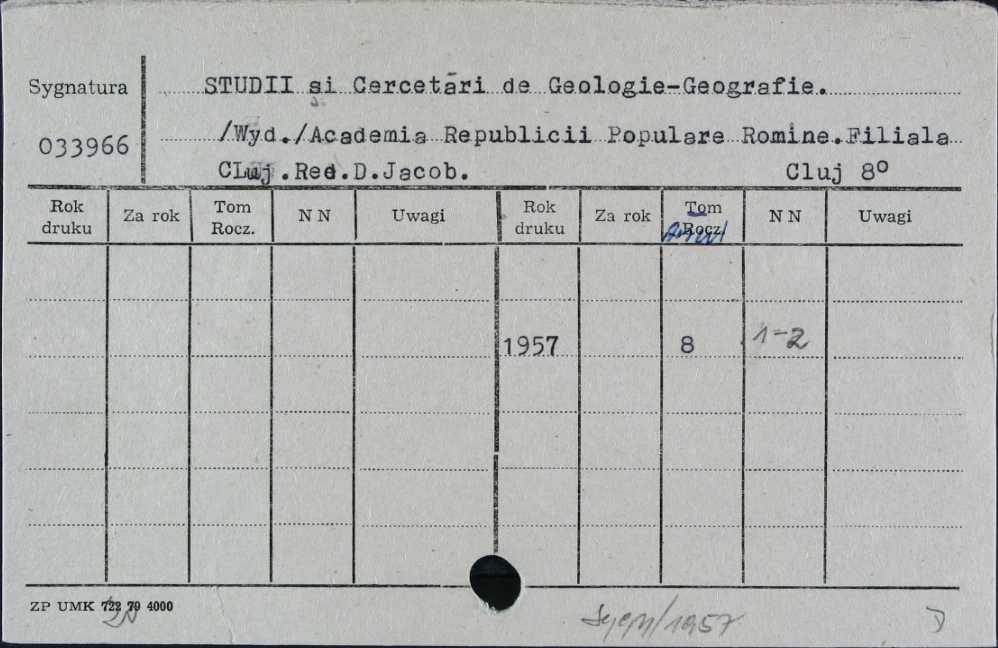 Sygnatura
033966
STUDII şi Cercetări de Geologie-Geografie.
/Wyd./Academia Republicii Populare Romine.Filiala
CLuj.Red.D.Jacob. Cluj 8°
Rok druku Za rok Tom Rocz. N N Uwagi Rok druku Za rok Tom Rocz. N N Uwagi
1957 8 1-2
ZP UMK 722 79 4000
/1957